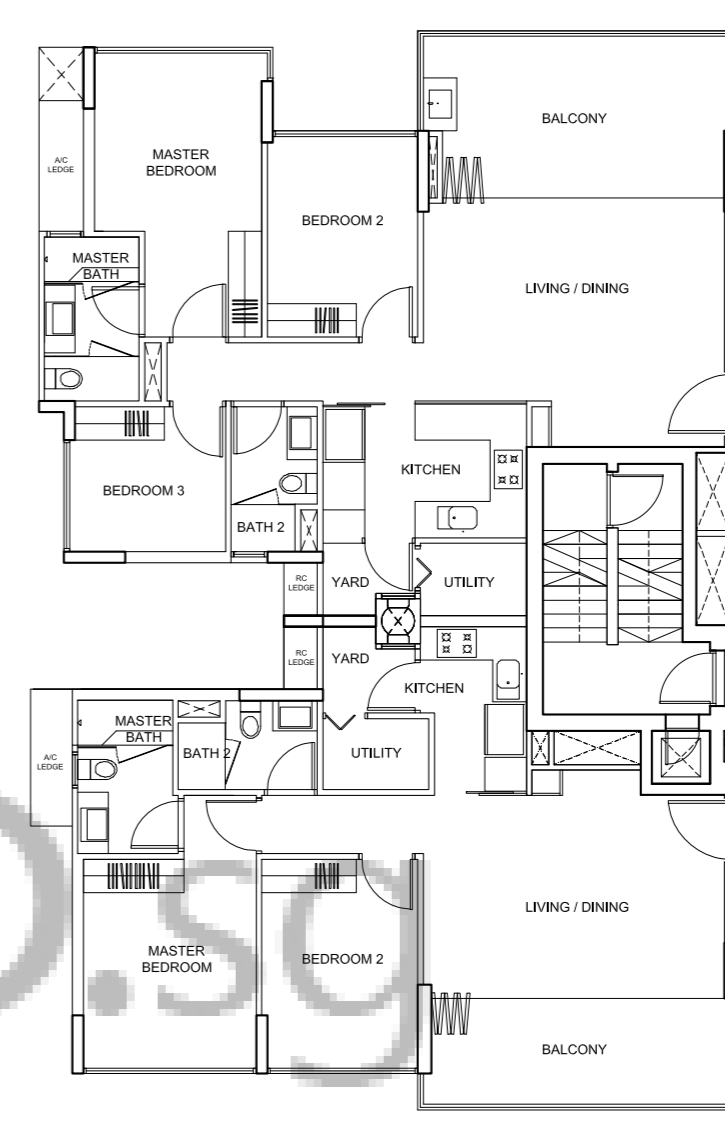 BALCONY
MASTER
BEDROOM
A/C
LEDGE
BEDROOM 2
MASTER
BATH
LIVING / DINING
KITCHEN
BEDROOM 3
BATH 2
RC
LEDGE
YARD
UTILITY
RC
LEDGE
YARD
KITCHEN
MASTER
BATH
BATH 2
UTILITY
A/C
LEDGE
LIVING / DINING
MASTER
BEDROOM
BEDROOM 2
BALCONY
.sg